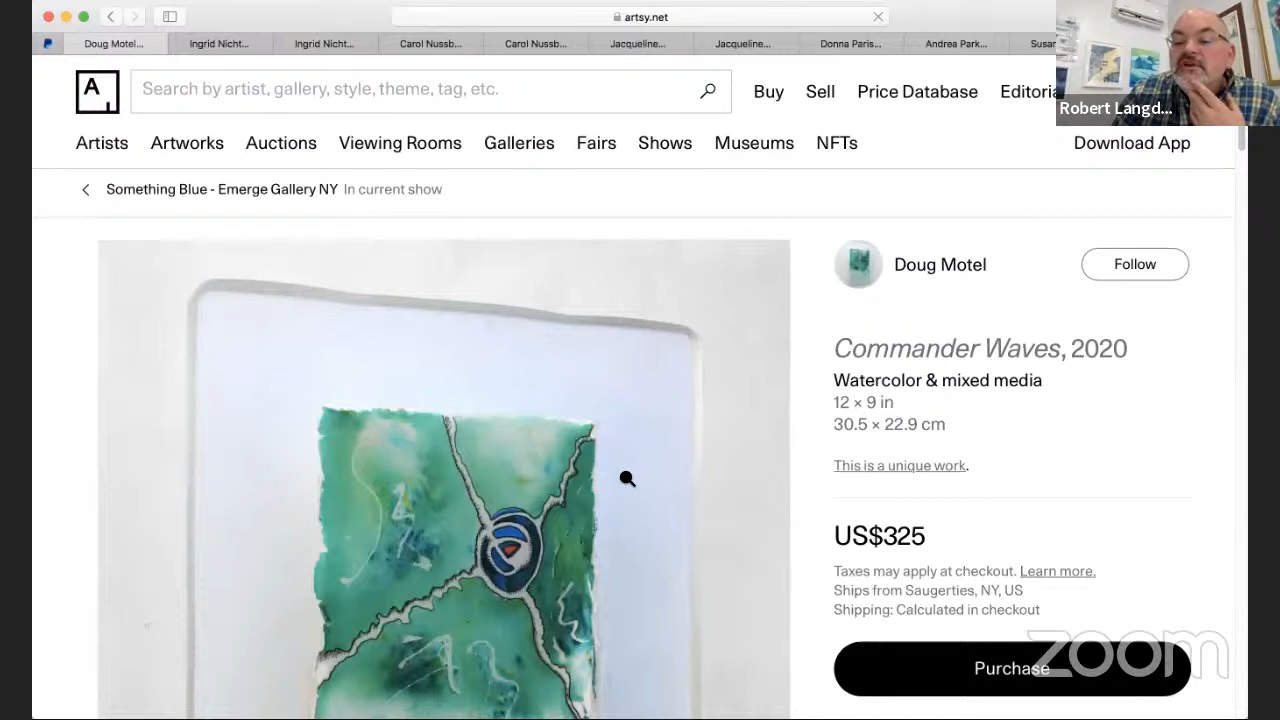 artsy.net
Doug Motel...
Ingrid Nicht...
Ingrid Nicht...
Carol Nussb...
Carol Nussb...
Jacqueline...
Jacqueline...
Donna Paris...
Andrea Park...
Susan
A
Search by artist, gallery, style, theme, tag, etc.
Buy
Sell
Price Database
Editoria
Robert Langd...
Artists
Artworks
Auctions
Viewing Rooms
Galleries
Fairs
Shows
Museums
NFTs
Download App
Something Blue - Emerge Gallery NY In current show
Doug Motel
Follow
Commander Waves, 2020
Watercolor & mixed media
12 × 9 in
30.5 × 22.9 cm
This is a unique work.
US$325
Taxes may apply at checkout. Learn more.
Ships from Saugerties, NY, US
Shipping: Calculated in checkout
zoom
Purchase